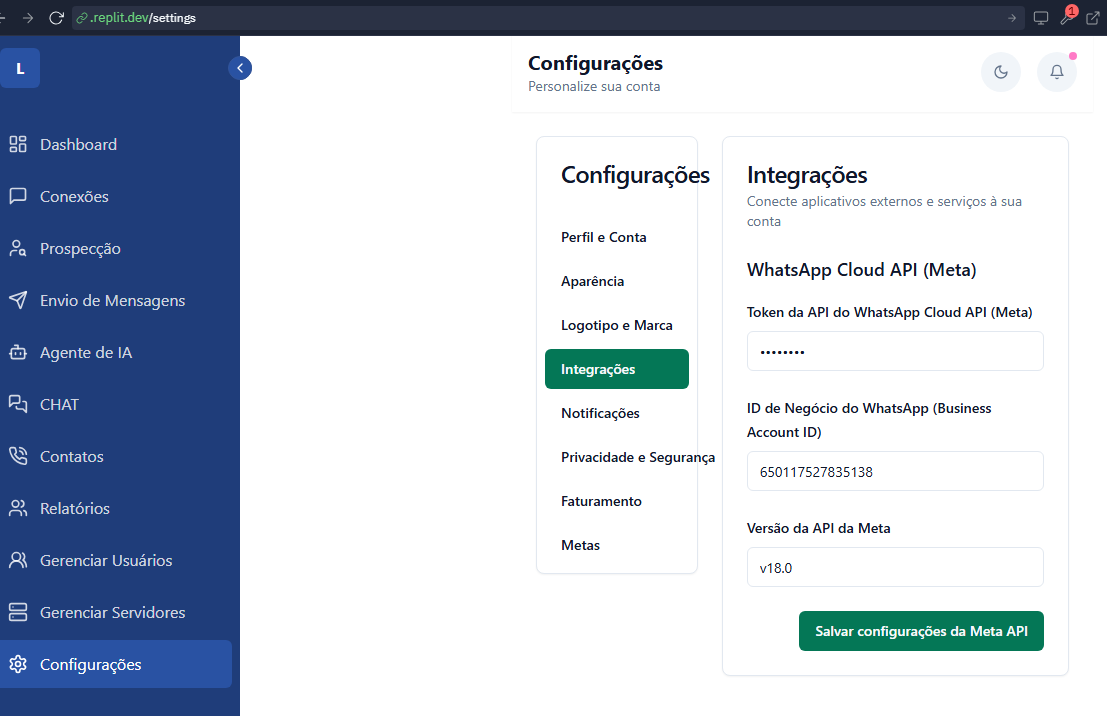 .replit.dev/settings
1
L
Dashboard
Conexões
Prospecção
Envio de Mensagens
Agente de IA
CHAT
Contatos
Relatórios
Gerenciar Usuários
Gerenciar Servidores
Configurações
Configurações
Personalize sua conta
Configurações
Perfil e Conta
Aparência
Logotipo e Marca
Integrações
Notificações
Privacidade e Segurança
Faturamento
Metas
Integrações
Conecte aplicativos externos e serviços à sua
conta
WhatsApp Cloud API (Meta)
Token da API do WhatsApp Cloud API (Meta)
••••••••
ID de Negócio do WhatsApp (Business
Account ID)
650117527835138
Versão da API da Meta
v18.0
Salvar configurações da Meta API